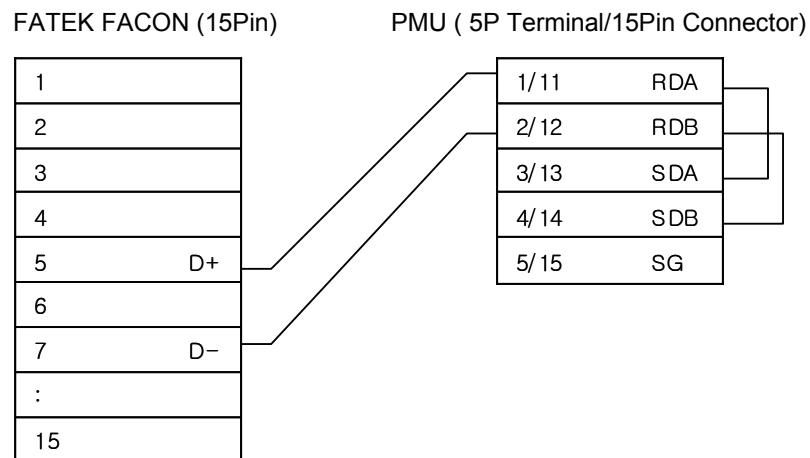 FATEK FACON (15Pin)
PMU ( 5P Terminal/15Pin Connector)
1
2
3
4
5 D+
6
7 D−
:
15
1/11 RDA
2/12 RDB
3/13 SDA
4/14 SDB
5/15 SG